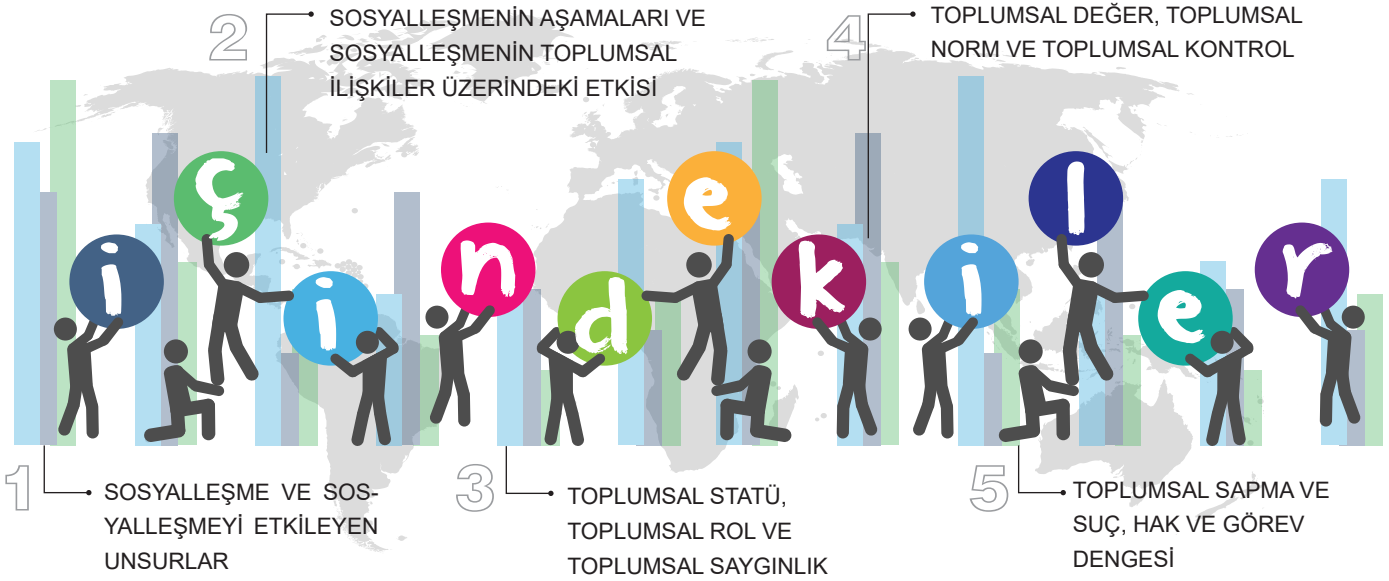 içindekiler
1
SOSYALLEŞME VE SOS-
YALLEŞMEYİ ETKİLEYEN
UNSURLAR
2
SOSYALLEŞMENİN AŞAMALARI VE
SOSYALLEŞMENİN TOPLUMSAL
İLİŞKİLER ÜZERİNDEKİ ETKİSİ
3
TOPLUMSAL STATÜ,
TOPLUMSAL ROL VE
TOPLUMSAL SAYGINLIK
4
TOPLUMSAL DEĞER, TOPLUMSAL
NORM VE TOPLUMSAL KONTROL
5
TOPLUMSAL SAPMA VE
SUÇ, HAK VE GÖREV
DENGESİ